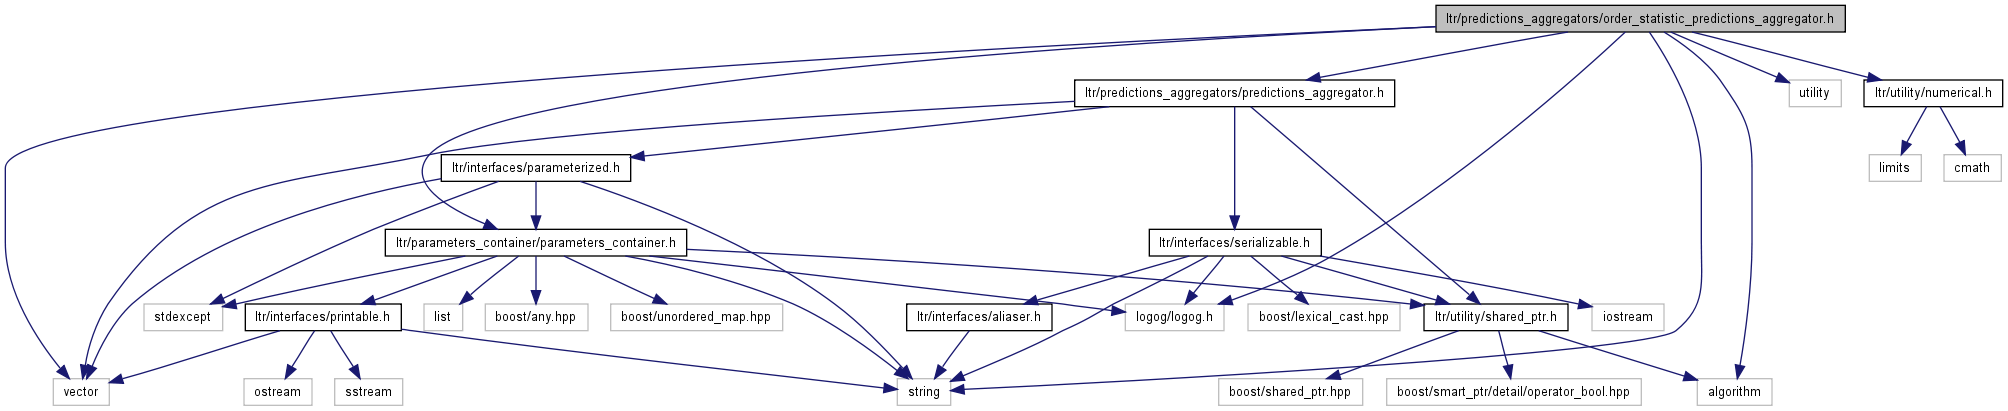 ltr/predictions_aggregators/order_statistic_predictions_aggregator.h
ltr/predictions_aggregators/predictions_aggregator.h
utility
ltr/utility/numerical.h
ltr/interfaces/parameterized.h
limits
cmath
ltr/parameters_container/parameters_container.h
ltr/interfaces/serializable.h
stdexcept
ltr/interfaces/printable.h
list
boost/any.hpp
boost/unordered_map.hpp
ltr/interfaces/aliaser.h
logog/logog.h
boost/lexical_cast.hpp
ltr/utility/shared_ptr.h
iostream
vector
ostream
sstream
string
boost/shared_ptr.hpp
boost/smart_ptr/detail/operator_bool.hpp
algorithm